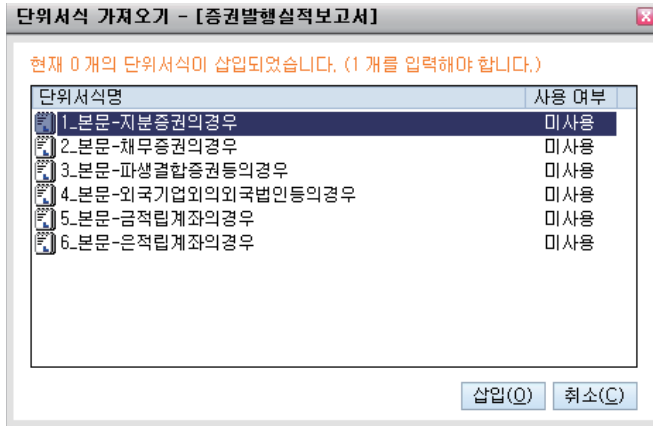 단위서식 가져오기 - [증권발행실적보고서]
현재 0 개의 단위서식이 삽입되었습니다. (1 개를 입력해야 합니다.)
단위서식명 사용 여부
1_본문-지분증권의경우 미사용
2_본문-채무증권의경우 미사용
3_본문-파생결합증권등의경우 미사용
4_본문-외국기업외의외국법인등의경우 미사용
5_본문-금적립계좌의경우 미사용
6_본문-은적립계좌의경우 미사용
삽입(O) 취소(C)